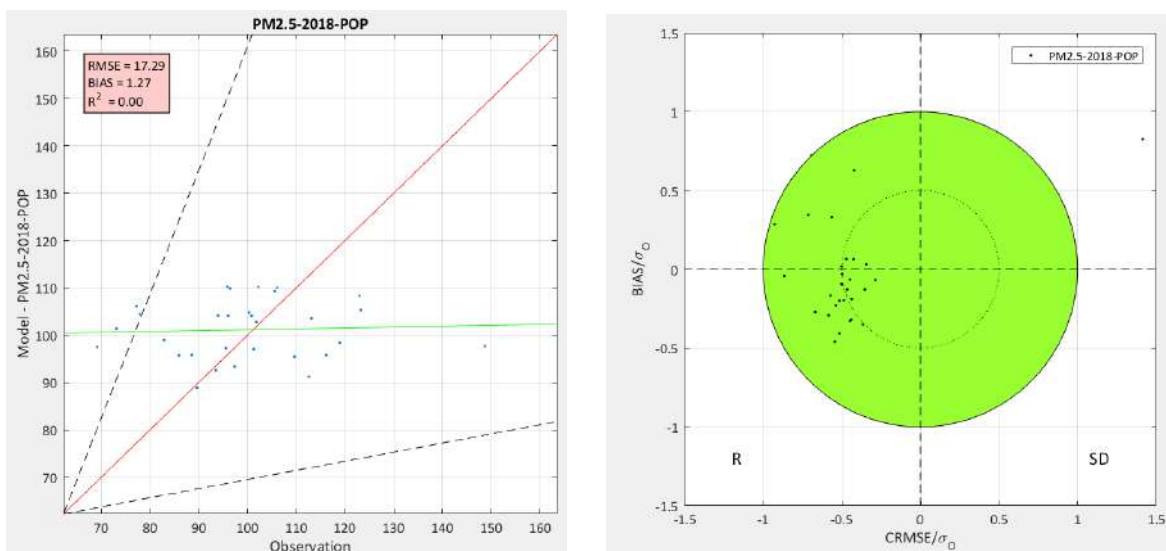 PM2.5-2018-POP
RMSE = 17.29
BIAS = 1.27
R² = 0.00
160
150
140
130
120
110
100
90
80
70
Model - PM2.5-2018-POP
70 80 90 100 110 120 130 140 150 160
Observation
PM2.5-2018-POP
1.5
1
0.5
0
-0.5
-1
-1.5
BIAS/σ_O
R
SD
-1.5 -1 -0.5 0 0.5 1 1.5
CRMSE/σ_O